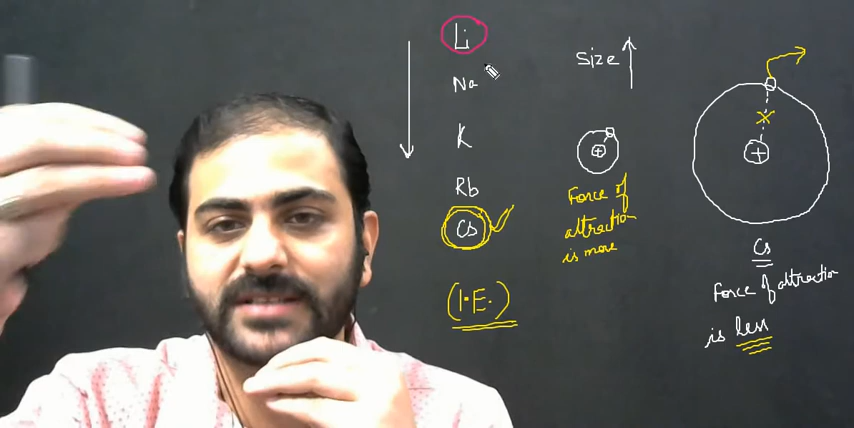 Li
Na
K
Rb
Cs
(I.E.)
Size ↑
+
Force of
attraction
is more
x
+
Cs
Force of attraction
is less